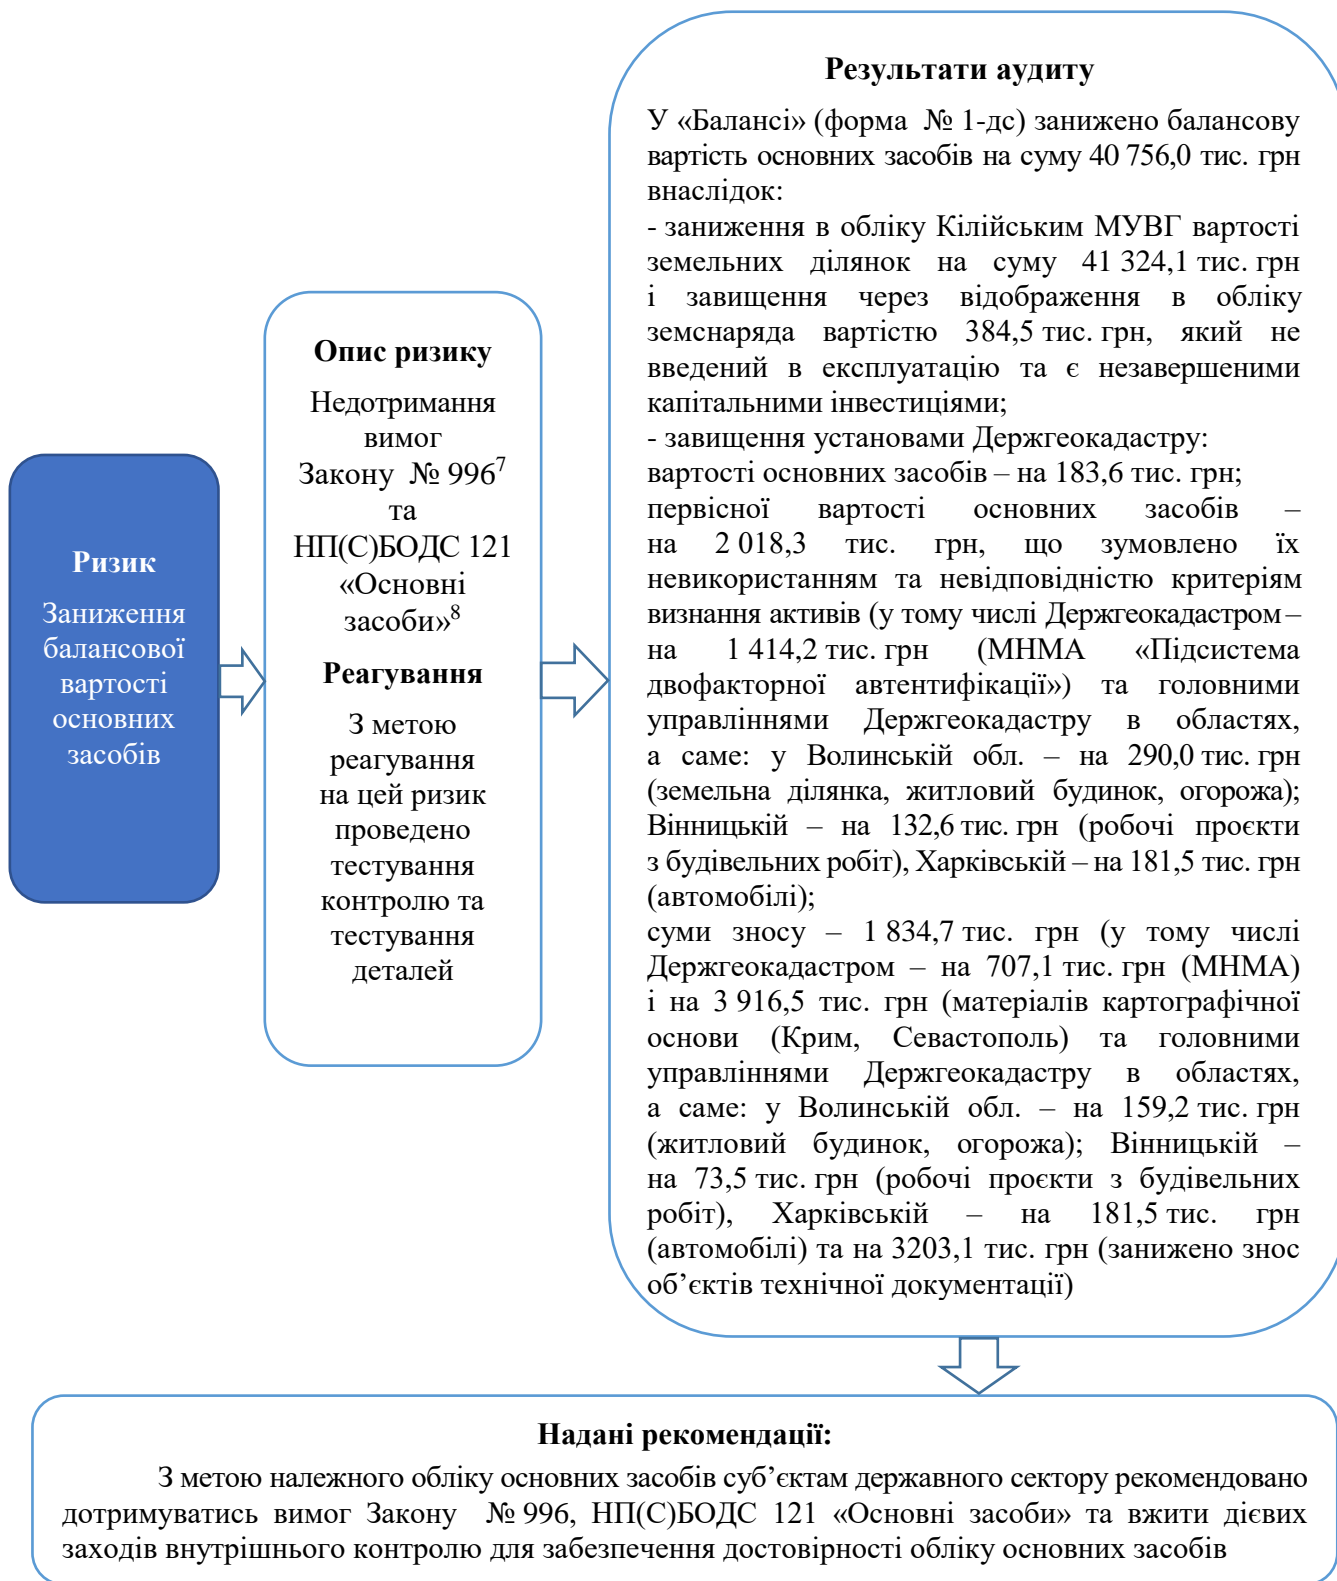 Ризик
Заниження
балансової
вартості
основних
засобів
Опис ризику
Недотримання
вимог
Закону № 996⁷
та
НП(С)БОДС 121
«Основні
засоби»⁸
Реагування
З метою
реагування
на цей ризик
проведено
тестування
контролю та
тестування
деталей
Результати аудиту
У «Балансі» (форма № 1-дс) занижено балансову
вартість основних засобів на суму 40 756,0 тис. грн
внаслідок:
- заниження в обліку Кілійським МУВГ вартості
земельних ділянок на суму 41 324,1 тис. грн
і завищення через відображення в обліку
земснаряда вартістю 384,5 тис. грн, який не
введений в експлуатацію та є незавершеними
капітальними інвестиціями;
- завищення установами Держгеокадастру:
вартості основних засобів – на 183,6 тис. грн;
первісної вартості основних засобів –
на 2 018,3 тис. грн, що зумовлено їх
невикористанням та невідповідністю критеріям
визнання активів (у тому числі Держгеокадастром –
на 1 414,2 тис. грн (МНМА «Підсистема
двофакторної автентифікації») та головними
управліннями Держгеокадастру в областях,
а саме: у Волинській обл. – на 290,0 тис. грн
(земельна ділянка, житловий будинок, огорожа);
Вінницькій – на 132,6 тис. грн (робочі проєкти
з будівельних робіт), Харківській – на 181,5 тис. грн
(автомобілі);
суми зносу – 1 834,7 тис. грн (у тому числі
Держгеокадастром – на 707,1 тис. грн (МНМА)
і на 3 916,5 тис. грн (матеріалів картографічної
основи (Крим, Севастополь) та головними
управліннями Держгеокадастру в областях,
а саме: у Волинській обл. – на 159,2 тис. грн
(житловий будинок, огорожа); Вінницькій –
на 73,5 тис. грн (робочі проєкти з будівельних
робіт), Харківській – на 181,5 тис. грн
(автомобілі) та на 3203,1 тис. грн (занижено знос
об’єктів технічної документації)
Надані рекомендації:
З метою належного обліку основних засобів суб’єктам державного сектору рекомендовано
дотримуватись вимог Закону № 996, НП(С)БОДС 121 «Основні засоби» та вжити дієвих
заходів внутрішнього контролю для забезпечення достовірності обліку основних засобів